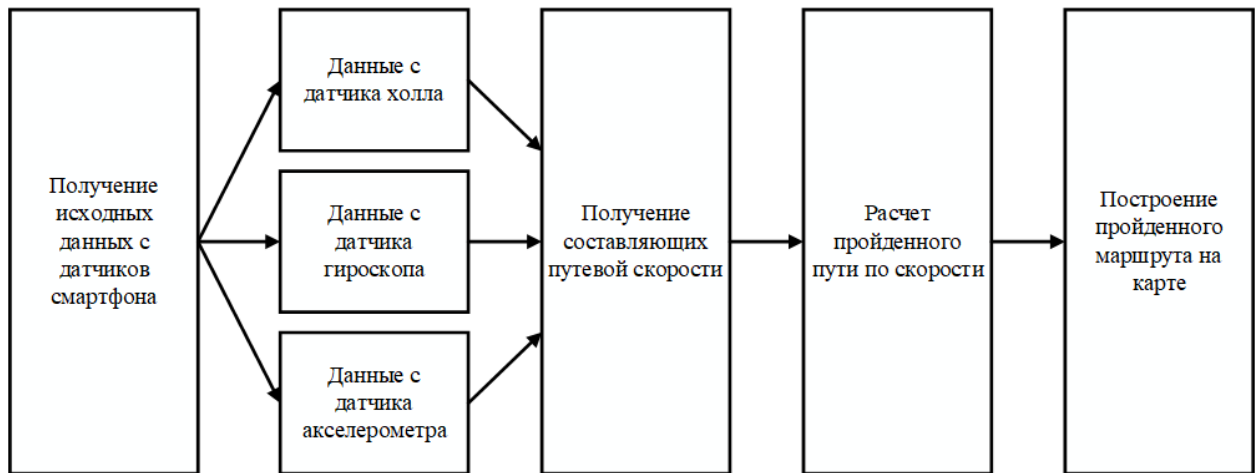 Получение
исходных
данных с
датчиков
смартфона
Данные с
датчика холла
Данные с
датчика
гироскопа
Данные с
датчика
акселерометра
Получение
составляющих
путевой скорости
Расчет
пройденного
пути по скорости
Построение
пройденного
маршрута на
карте